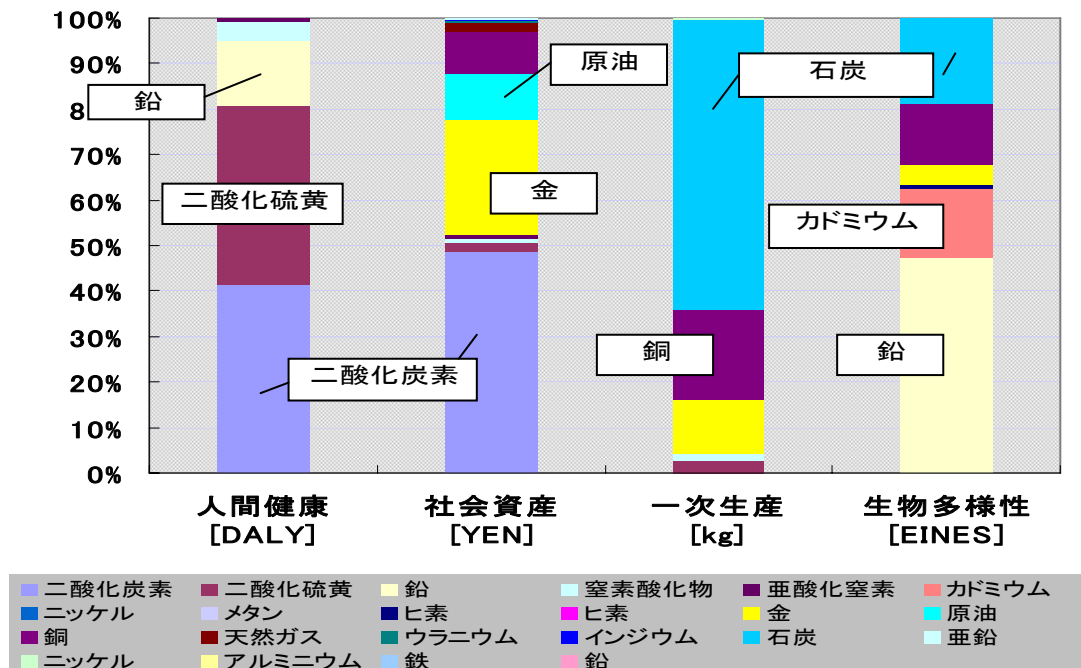 100%
90%
80%
70%
60%
50%
40%
30%
20%
10%
0%
鉛
二酸化硫黄
原油
金
石炭
カドミウム
二酸化炭素
銅
鉛
人間健康 社会資産 一次生産 生物多様性
[DALY] [YEN] [kg] [EINES]
二酸化炭素 二酸化硫黄 鉛 窒素酸化物 亜酸化窒素 カドミウム
ニッケル メタン ヒ素 ヒ素 金 原油
銅 天然ガス ウラニウム インジウム 石炭 亜鉛
ニッケル アルミニウム 鉄 鉛